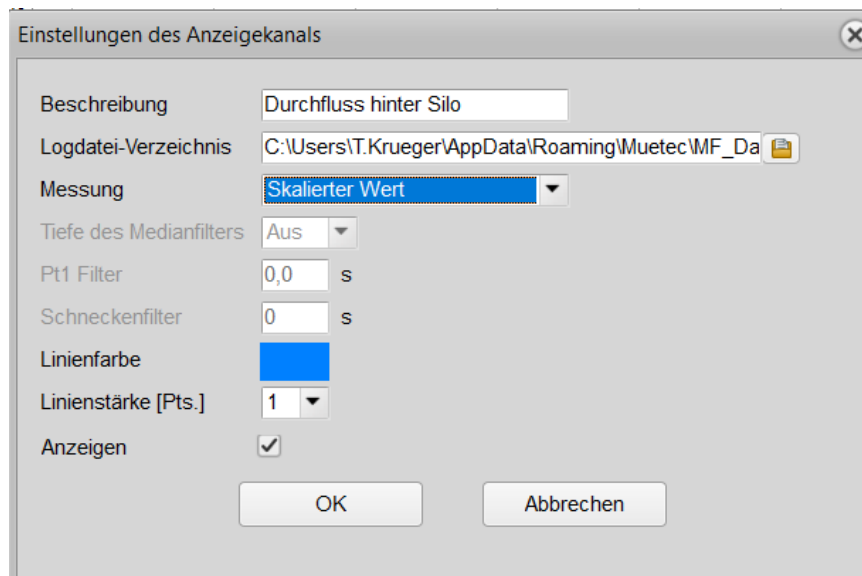 Einstellungen des Anzeigekanals
Beschreibung Durchfluss hinter Silo
Logdatei-Verzeichnis C:\Users\T.Krueger\AppData\Roaming\Muetec\MF_Da
Messung Skalierter Wert
Tiefe des Medianfilters Aus
Pt1 Filter 0,0 s
Schneckenfilter 0 s
Linienfarbe
Linienstärke [Pts.] 1
Anzeigen
OK Abbrechen